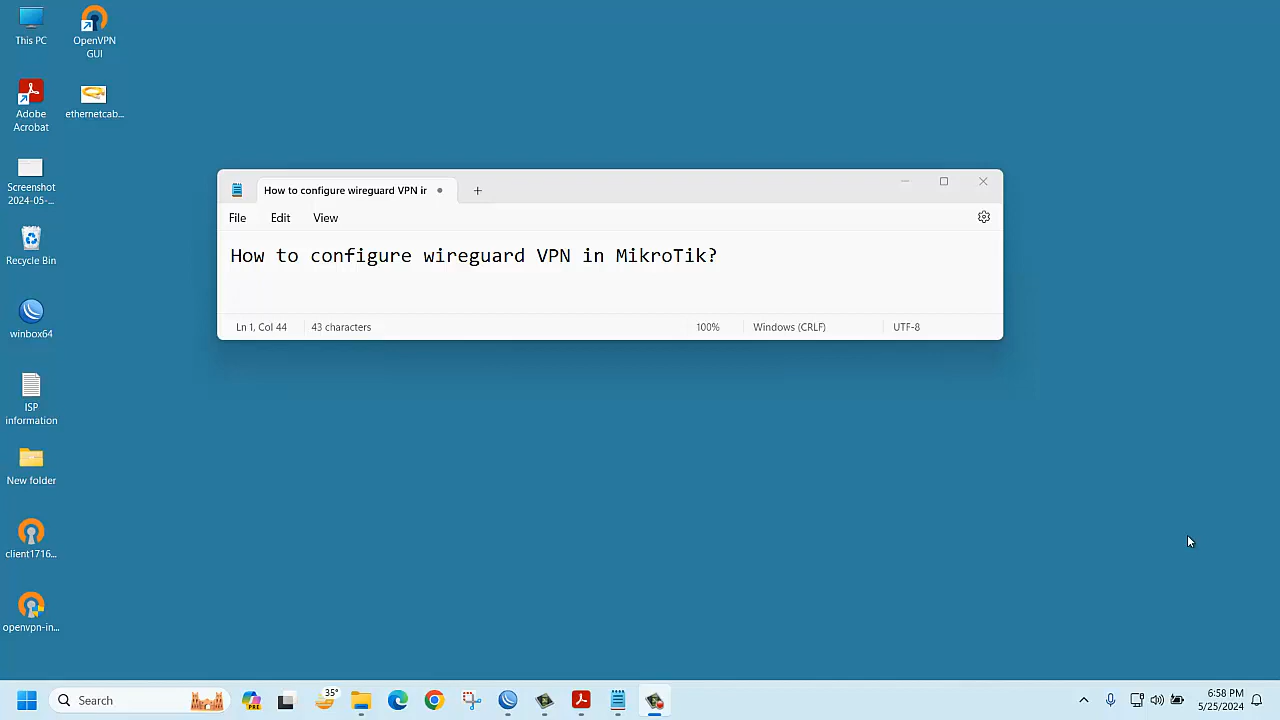 This PC
OpenVPN
GUI
Adobe
Acrobat
ethernetcab...
Screenshot
2024-05-...
Recycle Bin
winbox64
ISP
information
New folder
client1716...
openvpn-in...
How to configure wireguard VPN ir
File Edit View
How to configure wireguard VPN in MikroTik?
Ln 1, Col 44 43 characters 100% Windows (CRLF) UTF-8
Search
PRE
35°
6:58 PM
5/25/2024